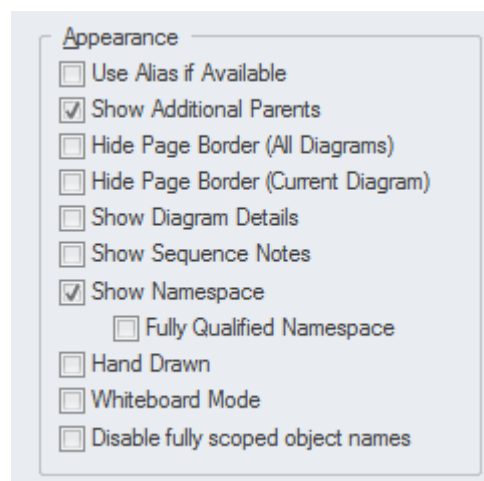 Appearance
Use Alias if Available
Show Additional Parents
Hide Page Border (All Diagrams)
Hide Page Border (Current Diagram)
Show Diagram Details
Show Sequence Notes
Show Namespace
Fully Qualified Namespace
Hand Drawn
Whiteboard Mode
Disable fully scoped object names